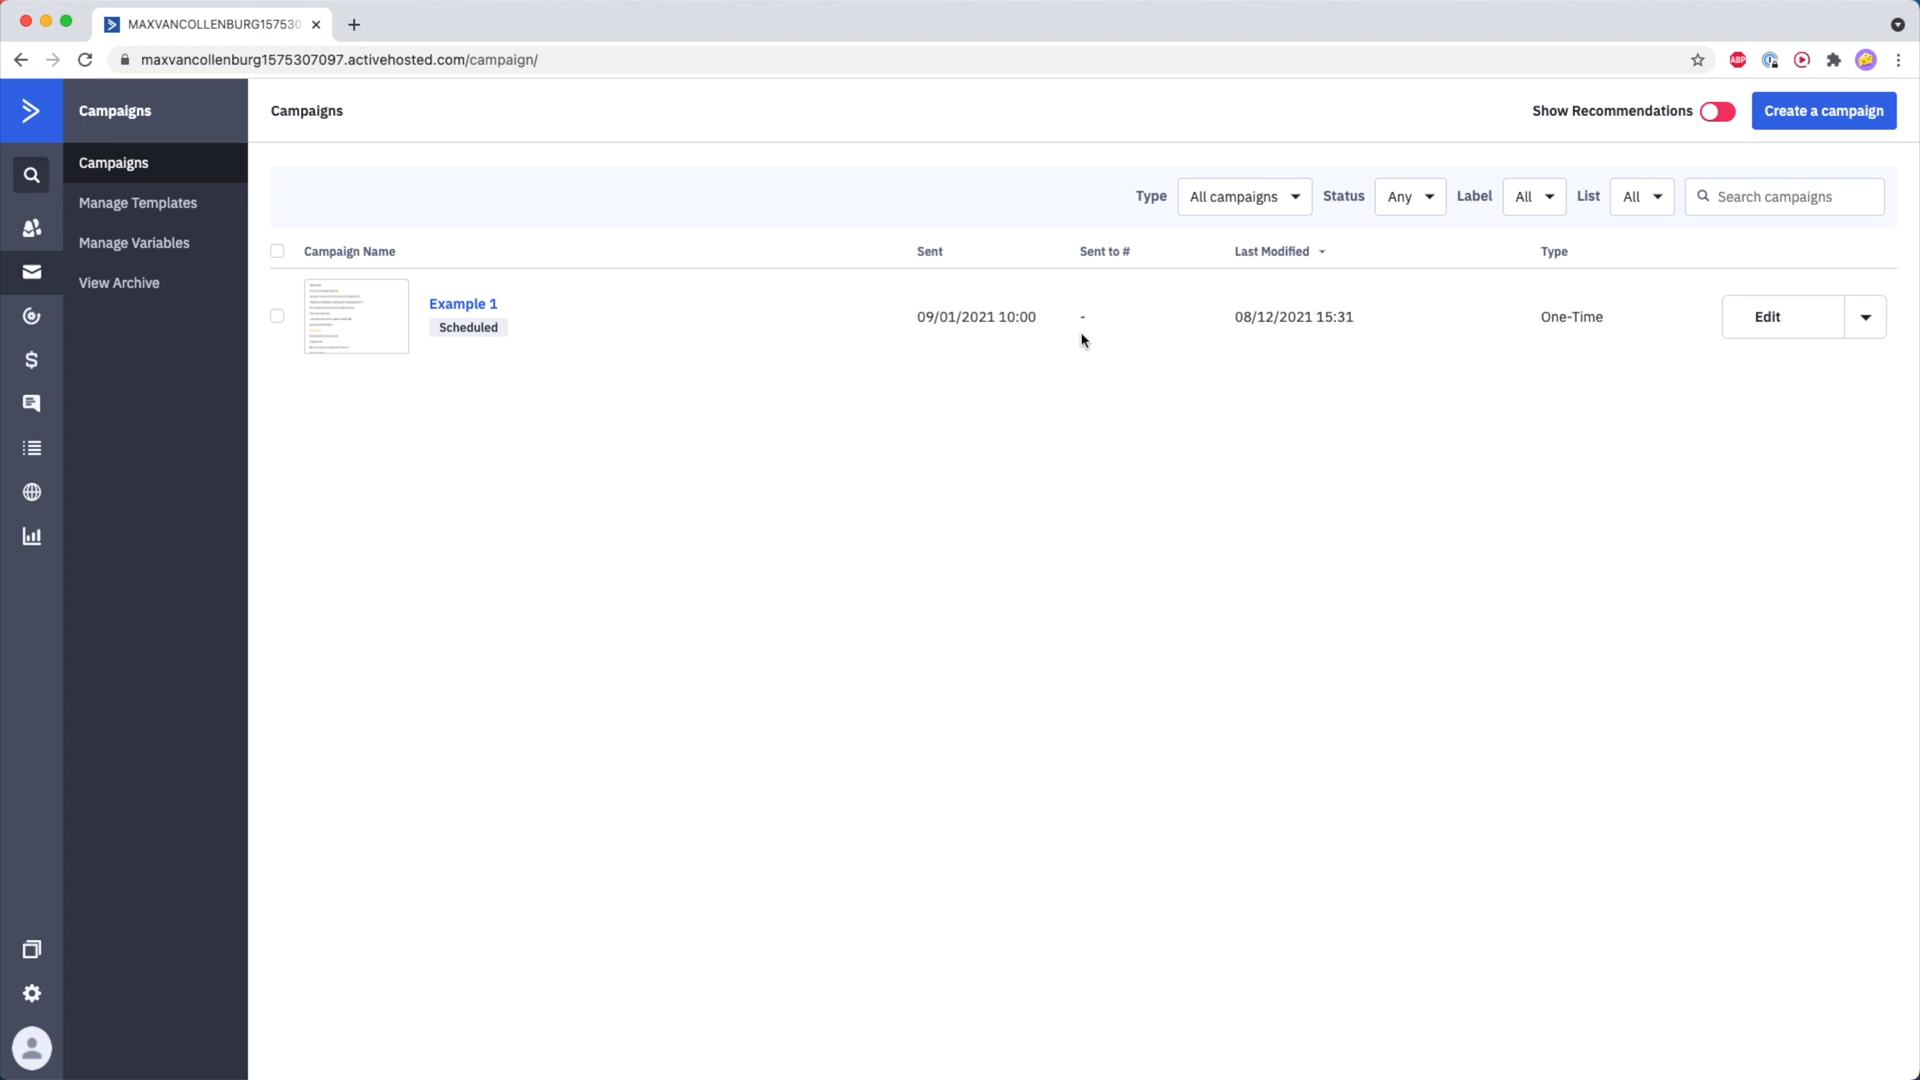 MAXVANCOLLENBURG157530
maxvancollenburg1575307097.activehosted.com/campaign/
ABP
Campaigns
Campaigns
Manage Templates
Manage Variables
View Archive
Campaigns
Show Recommendations
Create a campaign
Type All campaigns Status Any Label All List All Search campaigns
Campaign Name Sent Sent to # Last Modified Type
Example 1
Scheduled
09/01/2021 10:00 - 08/12/2021 15:31 One-Time Edit